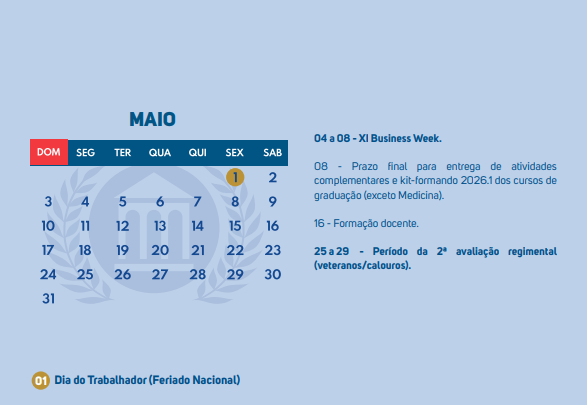 MAIO
DOM SEG TER QUA QUI SEX SAB
1 2
3 4 5 6 7 8 9
10 11 12 13 14 15 16
17 18 19 20 21 22 23
24 25 26 27 28 29 30
31
04 a 08 - XI Business Week.
08 - Prazo final para entrega de atividades
complementares e kit-formando 2026.1 dos cursos de
graduação (exceto Medicina).
16 - Formação docente.
25 a 29 - Período da 2ª avaliação regimental
(veteranos/calouros).
01 Dia do Trabalhador (Feriado Nacional)